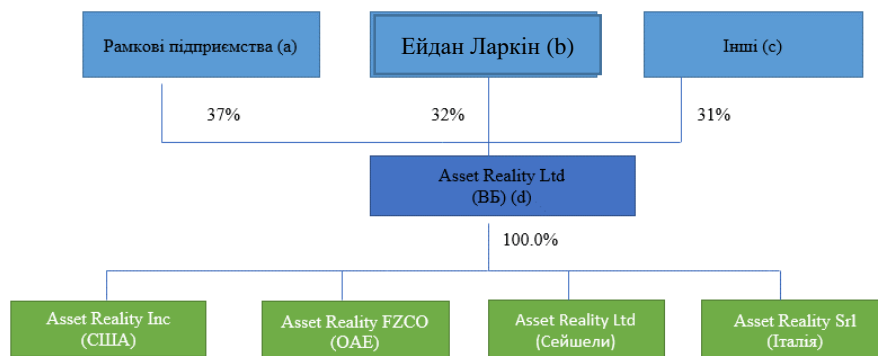 Рамкові підприємства (a)
Ейдан Ларкін (b)
Інші (c)
37%
32%
31%
Asset Reality Ltd
(ВБ) (d)
100.0%
Asset Reality Inc
(США)
Asset Reality FZCO
(ОАЕ)
Asset Reality Ltd
(Сейшели)
Asset Reality Srl
(Італія)